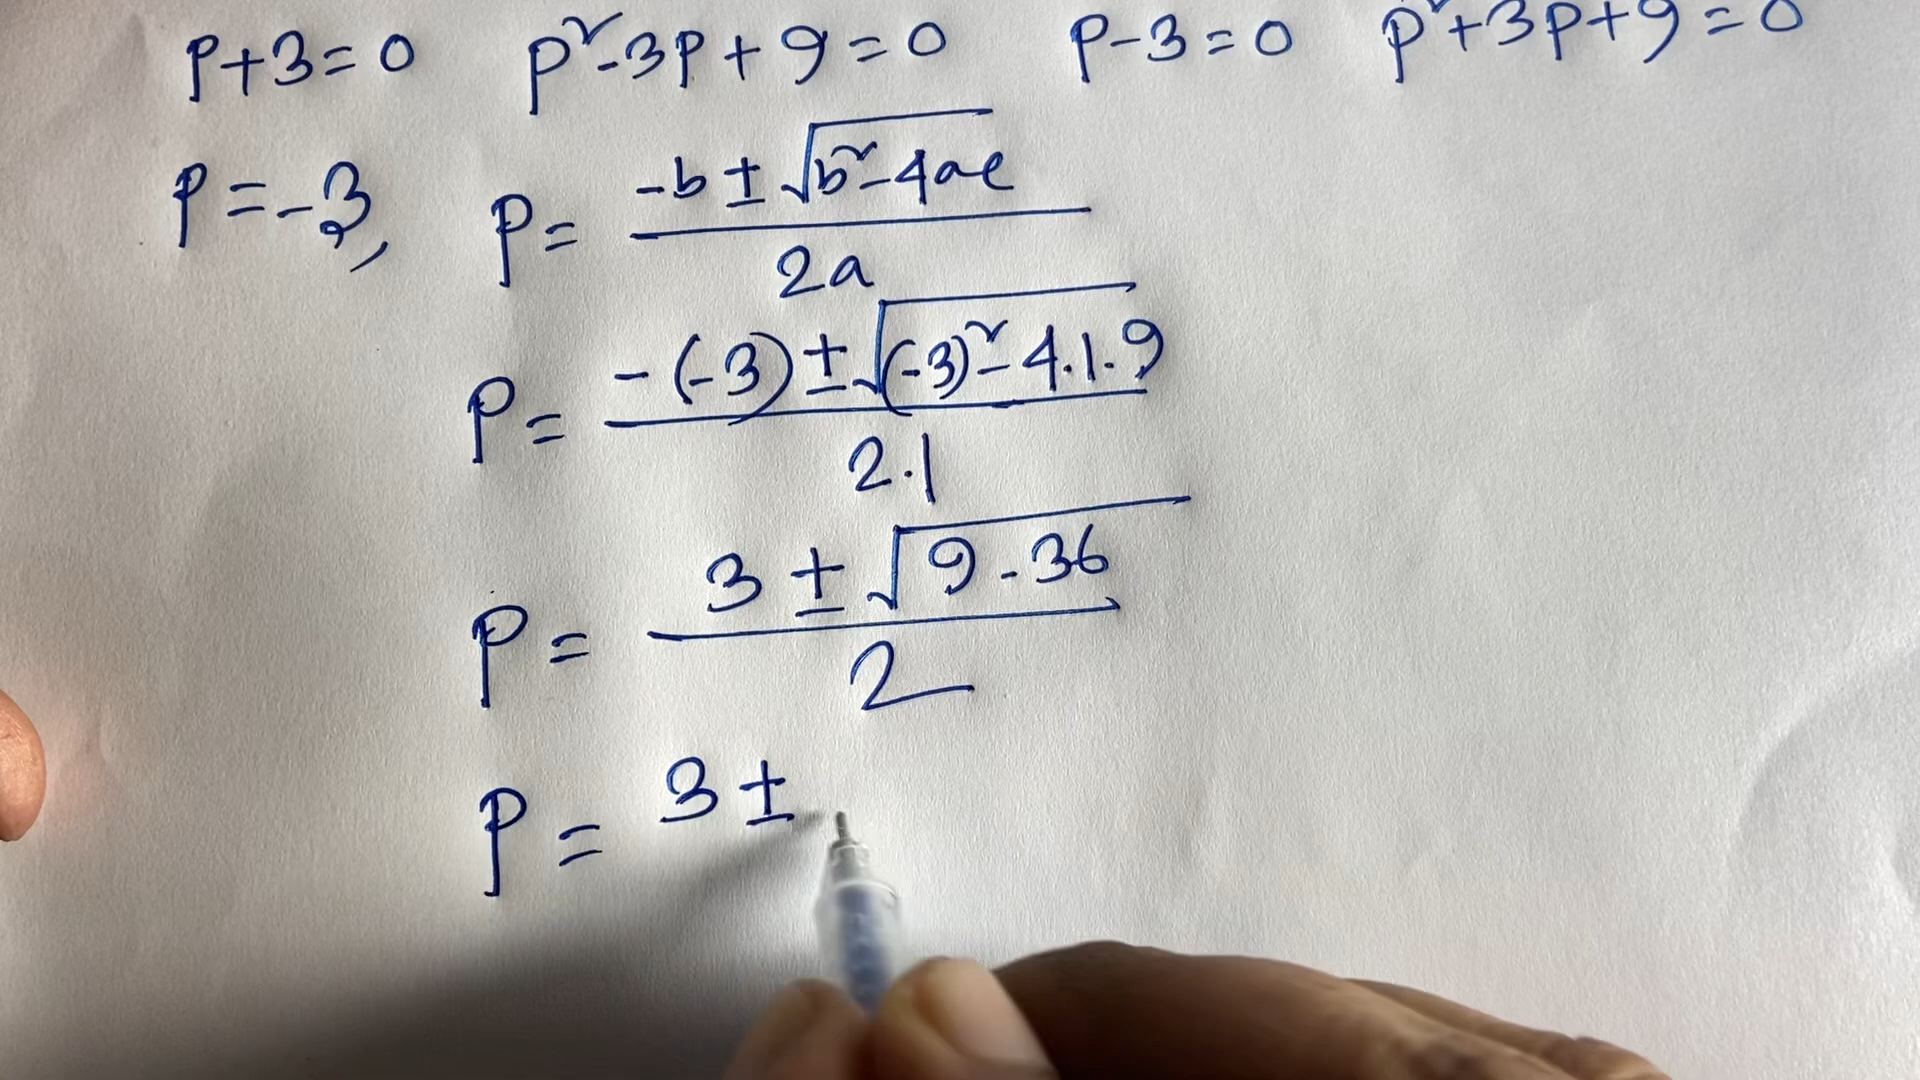 p+3=0 p²-3p+9=0 p-3=0 p²+3p+9=0
p=-3, p= (-b±√(b²-4ac))/(2a)
p= (-(-3)±√((-3)²-4.1.9))/(2.1)
p= (3±√(9-36))/2
p= 3±